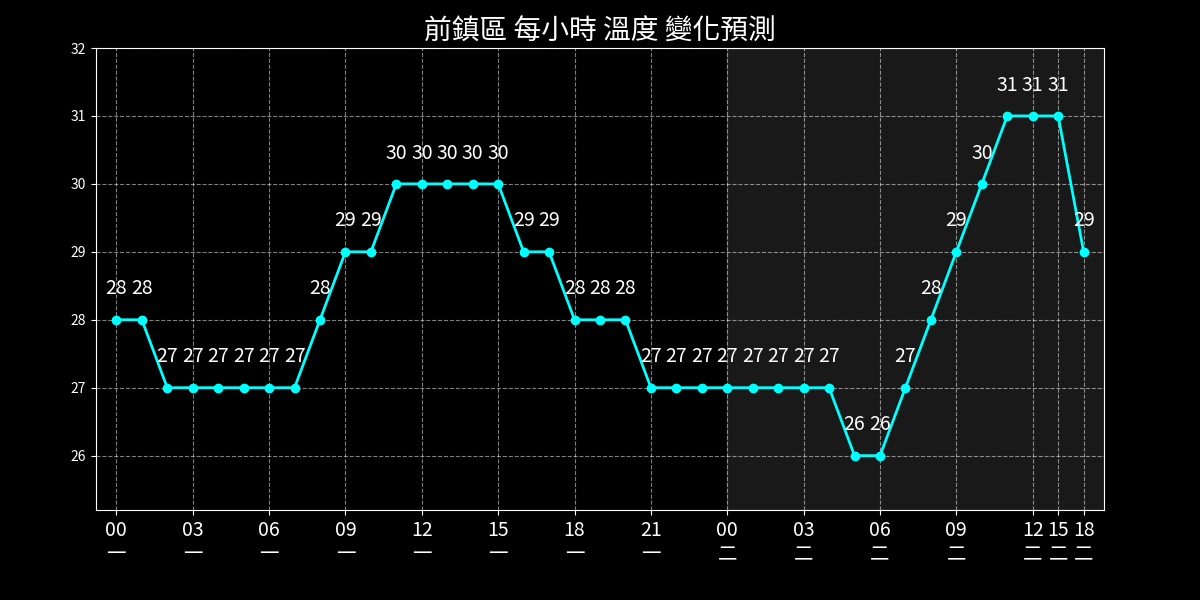 前鎮區 每小時 溫度 變化預測
32
31
30
29
28
27
26
31 31 31
30 30 30 30 30 30
29 29 29 29 29 29
28 28 28 28 28 28 28
27 27 27 27 27 27 27 27 27 27 27 27 27 27 27
26 26
00 03 06 09 12 15 18 21 00 03 06 09 12 15 18
一 一 一 一 一 一 一 一 二 二 二 二 二 二 二